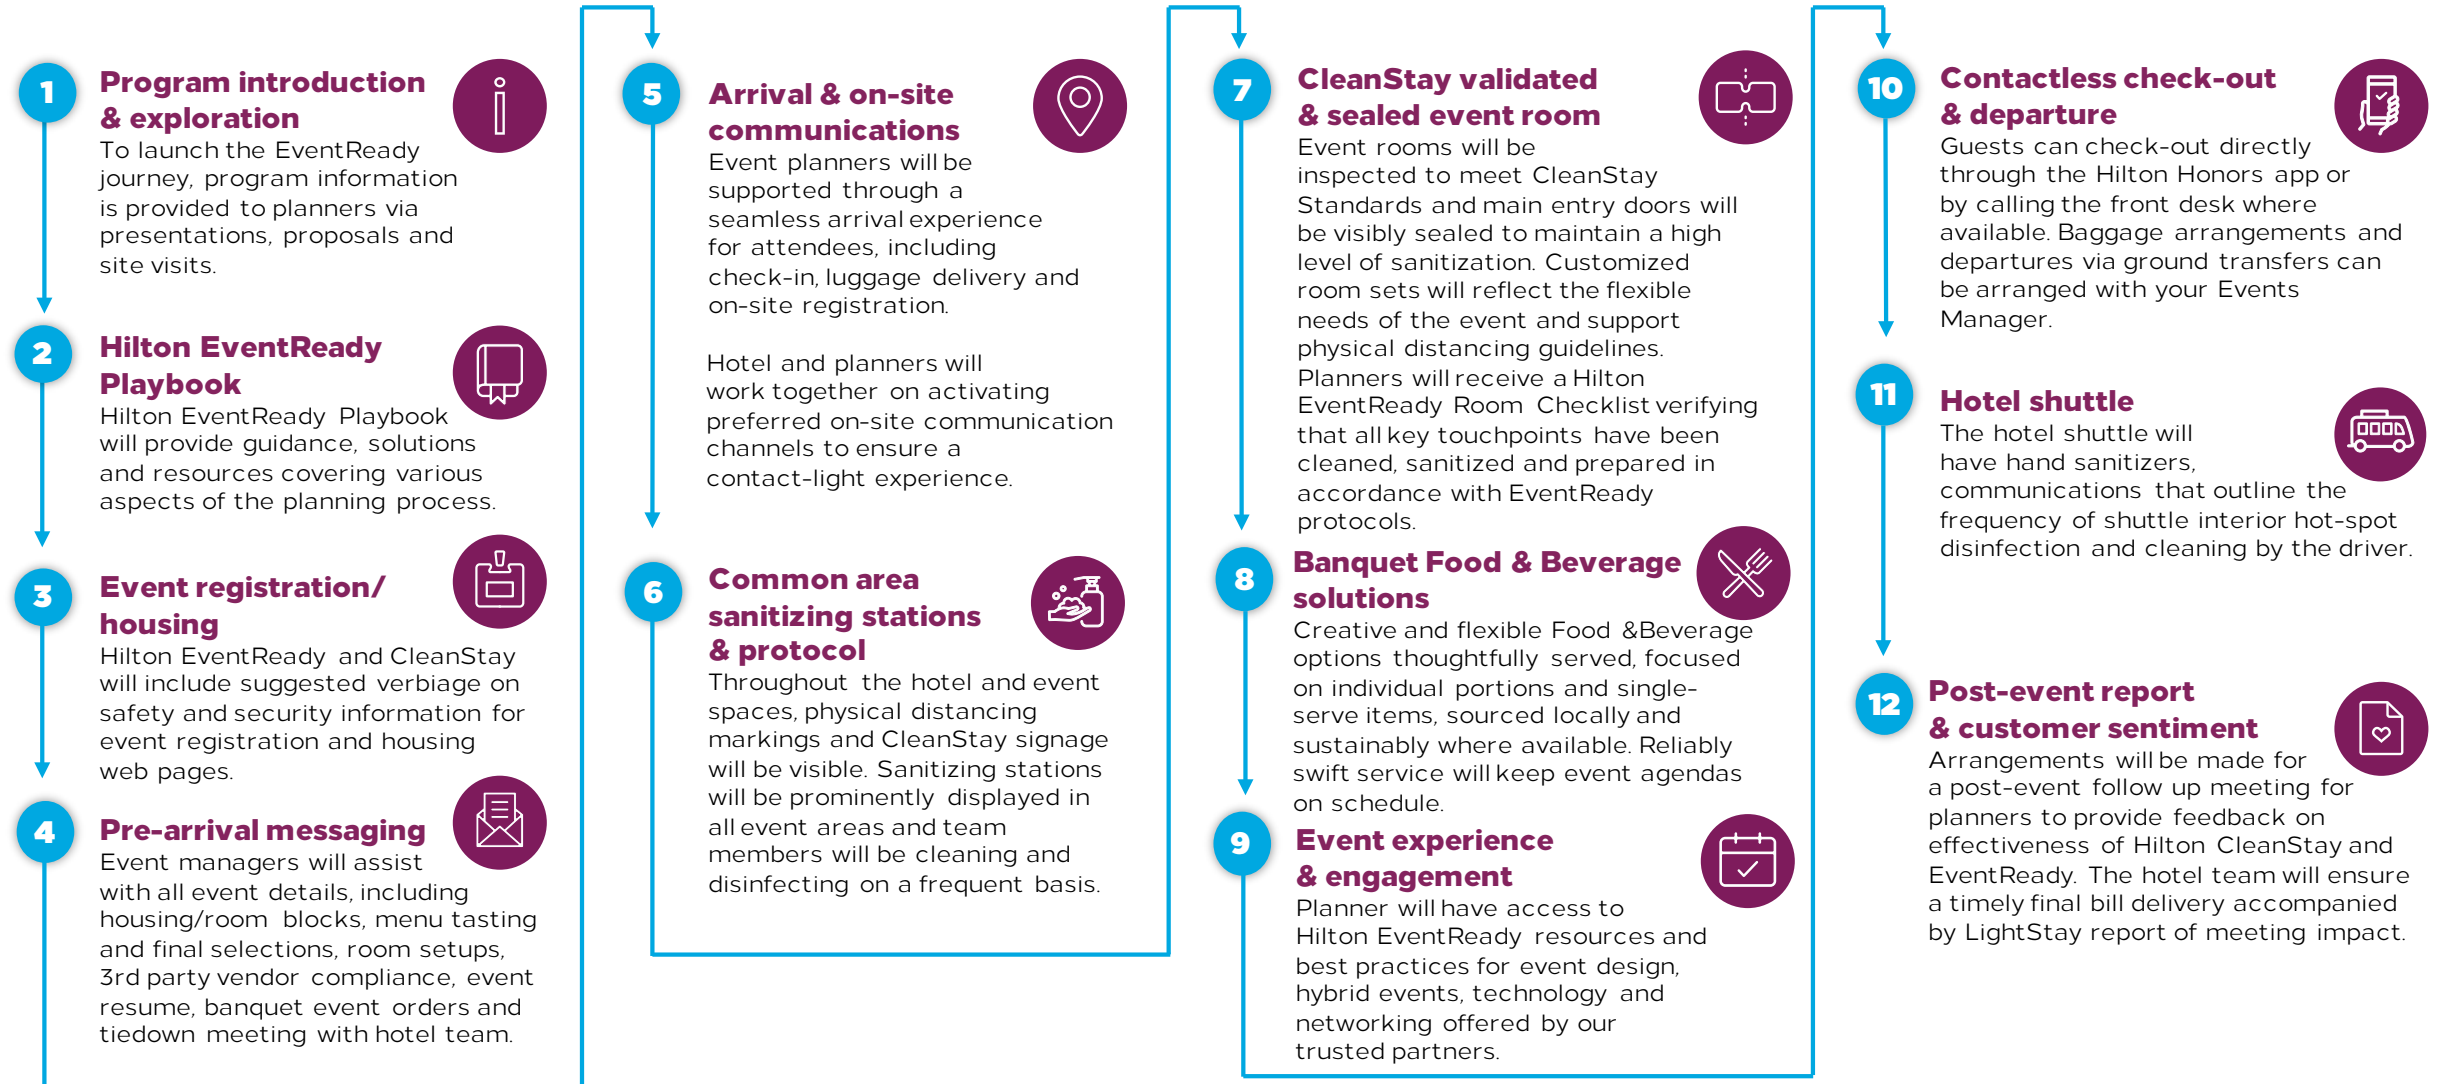 1
Program introduction
& exploration
To launch the EventReady
journey, program information
is provided to planners via
presentations, proposals and
site visits.
2
Hilton EventReady
Playbook
Hilton EventReady Playbook
will provide guidance, solutions
and resources covering various
aspects of the planning process.
3
Event registration/
housing
Hilton EventReady and CleanStay
will include suggested verbiage on
safety and security information for
event registration and housing
web pages.
4
Pre-arrival messaging
Event managers will assist
with all event details, including
housing/room blocks, menu tasting
and final selections, room setups,
3rd party vendor compliance, event
resume, banquet event orders and
tiedown meeting with hotel team.
5
Arrival & on-site
communications
Event planners will be
supported through a
seamless arrival experience
for attendees, including
check-in, luggage delivery and
on-site registration.
Hotel and planners will
work together on activating
preferred on-site communication
channels to ensure a
contact-light experience.
6
Common area
sanitizing stations
& protocol
Throughout the hotel and event
spaces, physical distancing
markings and CleanStay signage
will be visible. Sanitizing stations
will be prominently displayed in
all event areas and team
members will be cleaning and
disinfecting on a frequent basis.
7
CleanStay validated
& sealed event room
Event rooms will be
inspected to meet CleanStay
Standards and main entry doors will
be visibly sealed to maintain a high
level of sanitization. Customized
room sets will reflect the flexible
needs of the event and support
physical distancing guidelines.
Planners will receive a Hilton
EventReady Room Checklist verifying
that all key touchpoints have been
cleaned, sanitized and prepared in
accordance with EventReady
protocols.
8
Banquet Food & Beverage
solutions
Creative and flexible Food &Beverage
options thoughtfully served, focused
on individual portions and single-
serve items, sourced locally and
sustainably where available. Reliably
swift service will keep event agendas
on schedule.
9
Event experience
& engagement
Planner will have access to
Hilton EventReady resources and
best practices for event design,
hybrid events, technology and
networking offered by our
trusted partners.
10
Contactless check-out
& departure
Guests can check-out directly
through the Hilton Honors app or
by calling the front desk where
available. Baggage arrangements and
departures via ground transfers can
be arranged with your Events
Manager.
11
Hotel shuttle
The hotel shuttle will
have hand sanitizers,
communications that outline the
frequency of shuttle interior hot-spot
disinfection and cleaning by the driver.
12
Post-event report
& customer sentiment
Arrangements will be made for
a post-event follow up meeting for
planners to provide feedback on
effectiveness of Hilton CleanStay and
EventReady. The hotel team will ensure
a timely final bill delivery accompanied
by LightStay report of meeting impact.